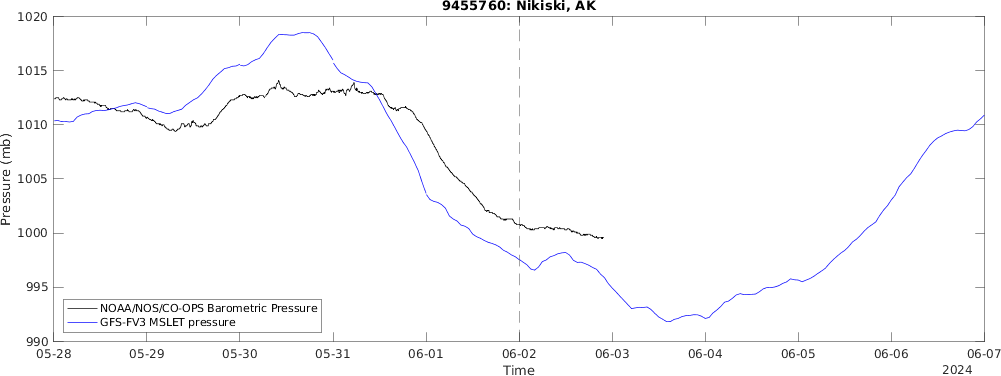 9455760: Nikiski, AK
1020
1015
1010
1005
1000
995
990
Pressure (mb)
NOAA/NOS/CO-OPS Barometric Pressure
GFS-FV3 MSLET pressure
05-28 05-29 05-30 05-31 06-01 06-02 06-03 06-04 06-05 06-06 06-07
Time
2024